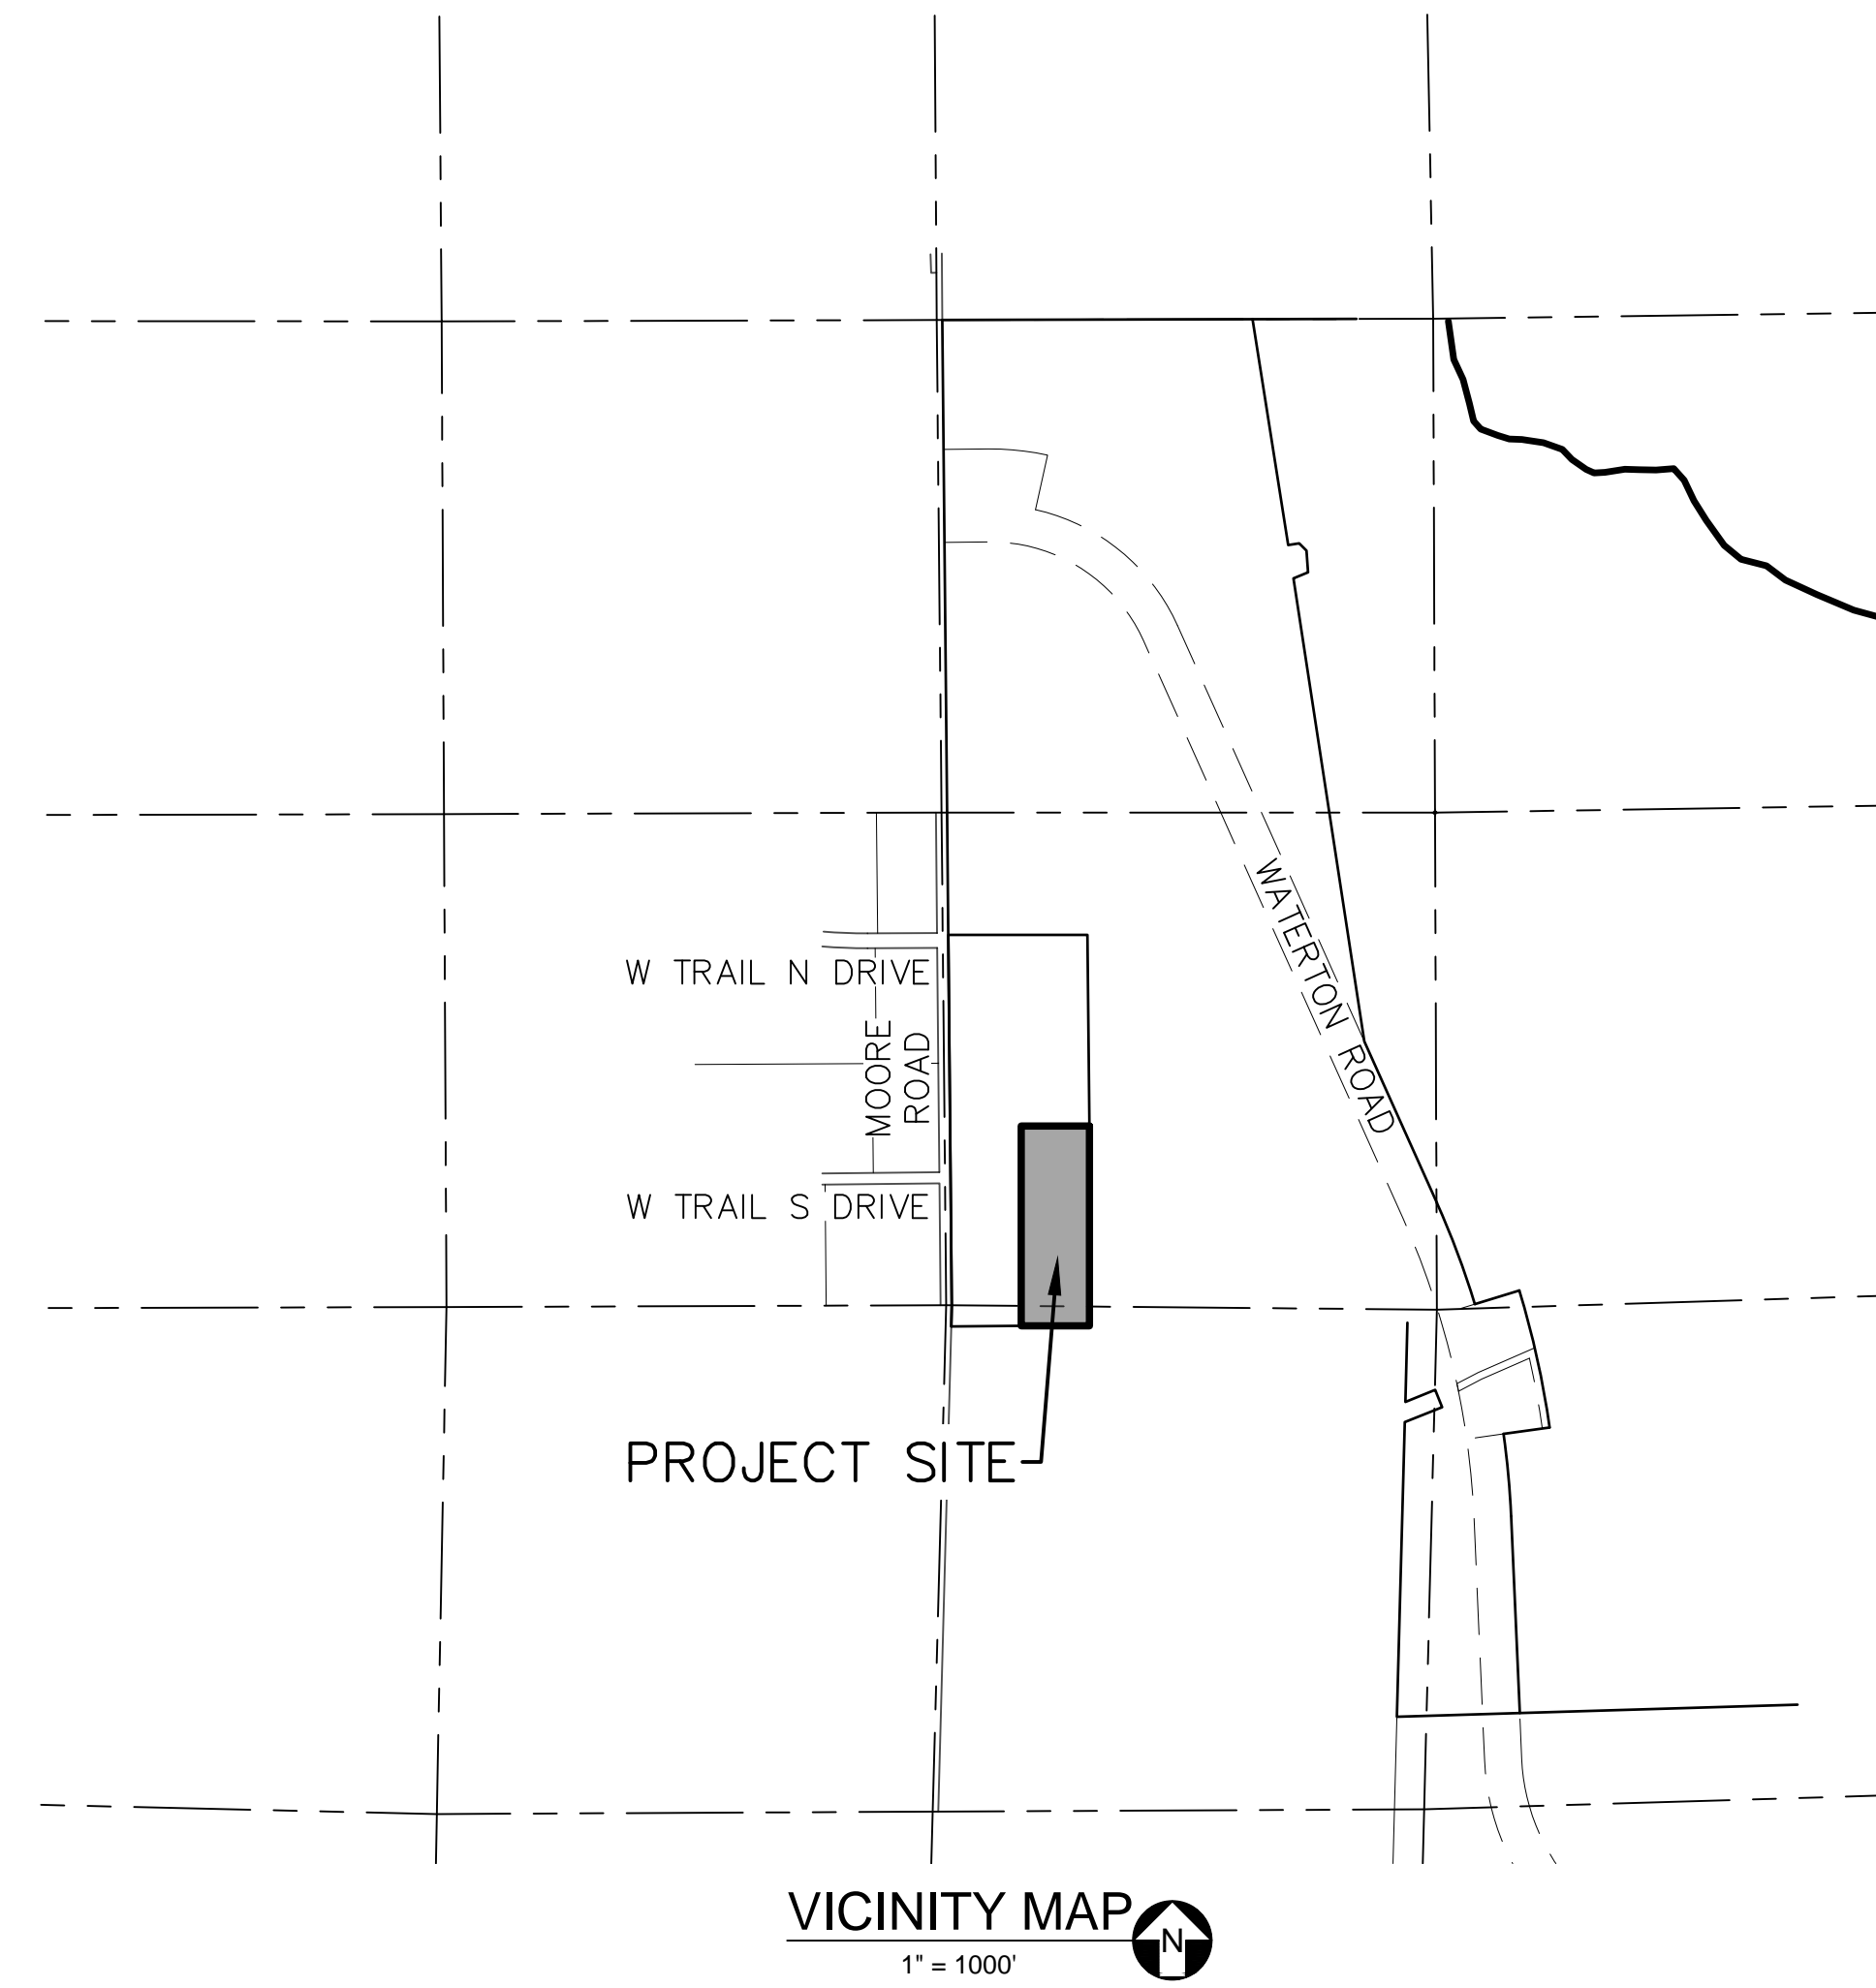 WATERTON ROAD
W TRAIL N DRIVE
MOORE
ROAD
W TRAIL S DRIVE
PROJECT SITE
VICINITY MAP
N
1" = 1000'